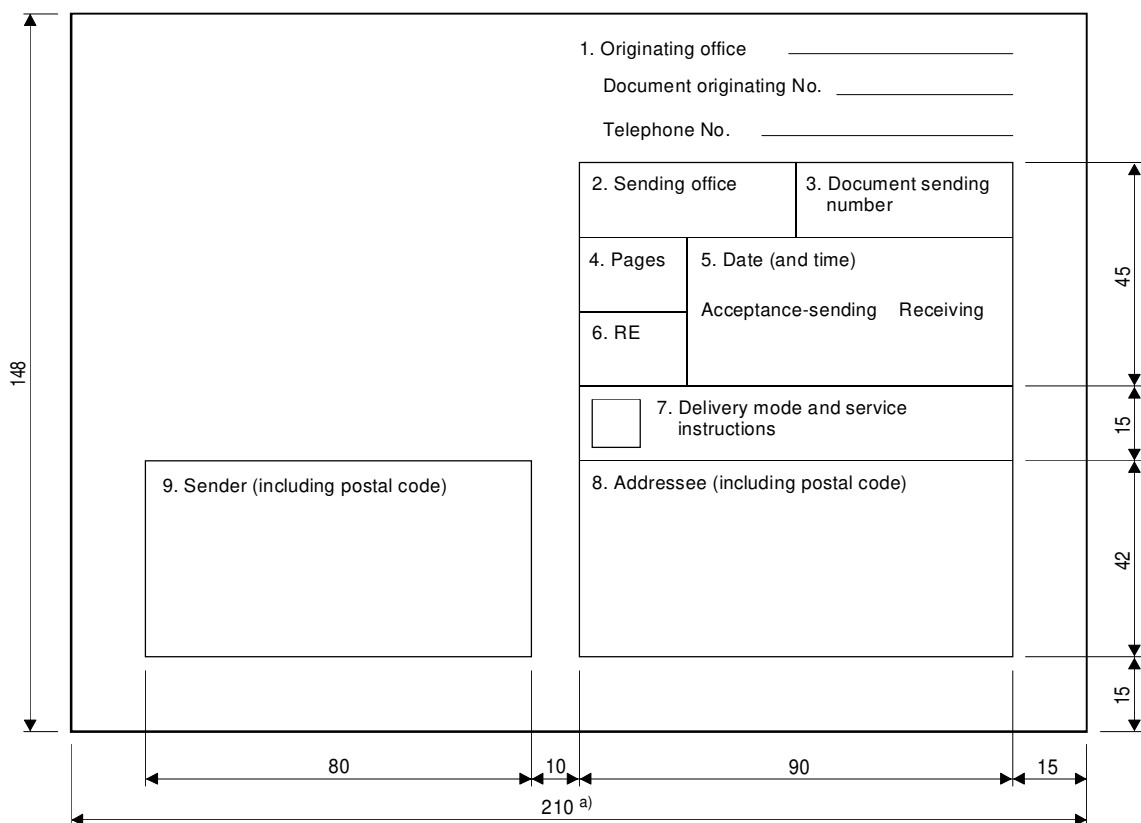 1. Originating office
Document originating No.
Telephone No.
2. Sending office
3. Document sending
number
4. Pages
5. Date (and time)
Acceptance-sending Receiving
6. RE
7. Delivery mode and service
instructions
9. Sender (including postal code)
8. Addressee (including postal code)
148
45
15
42
15
80
10
90
15
210 a)